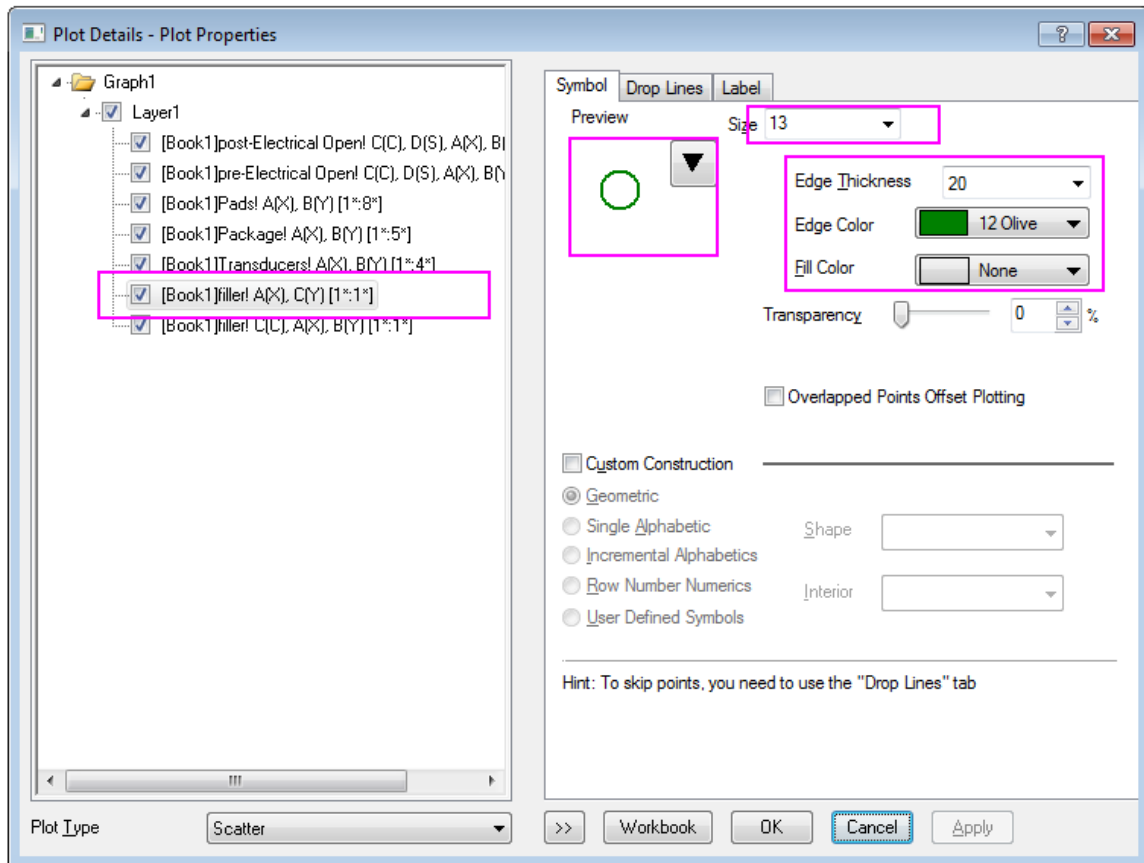 Plot Details - Plot Properties
Graph1
Layer1
[Book1]post-Electrical Open! C(C), D(S), A(X), B(
[Book1]pre-Electrical Open! C(C), D(S), A(X), B(Y
[Book1]Pads! A(X), B(Y) [1*:8*]
[Book1]Package! A(X), B(Y) [1*:5*]
[Book1]Transducers! A(X), B(Y) [1*:4*]
[Book1]filler! A(X), C(Y) [1*:1*]
[Book1]filler! C(C), A(X), B(Y) [1*:1*]
Plot Type Scatter
Symbol Drop Lines Label
Preview
Size 13
Edge Thickness 20
Edge Color 12 Olive
Fill Color None
Transparency 0 %
Overlapped Points Offset Plotting
Custom Construction
Geometric
Single Alphabetic
Shape
Incremental Alphabetics
Row Number Numerics
Interior
User Defined Symbols
Hint: To skip points, you need to use the "Drop Lines" tab
>> Workbook OK Cancel Apply